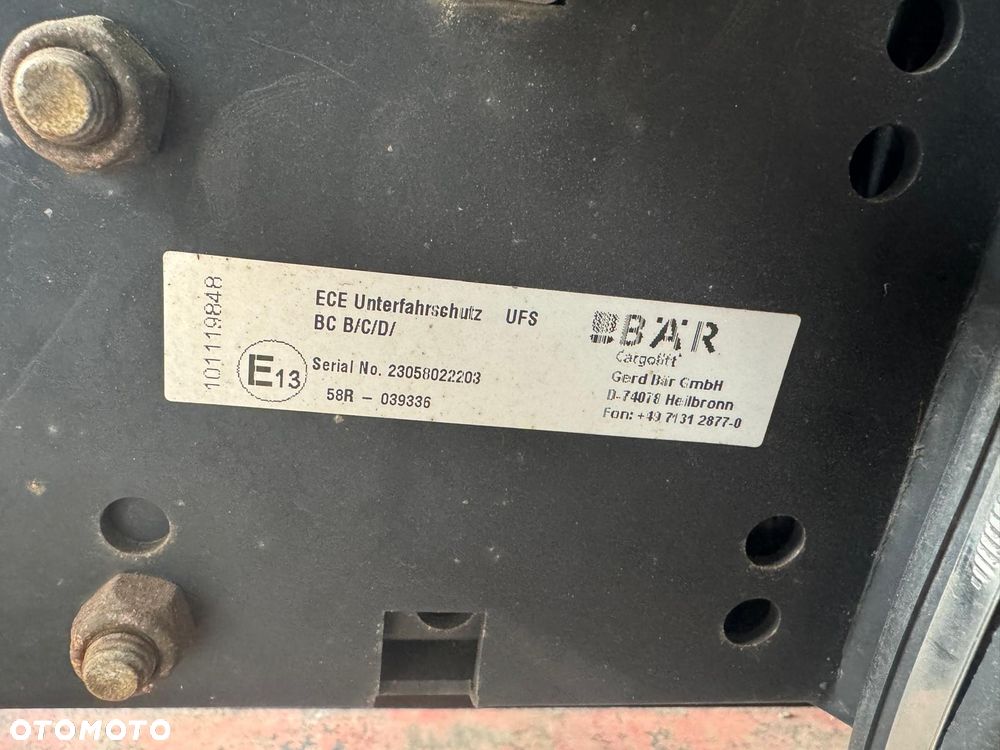 101119848
ECE Unterfahrschutz UFS
BC B/C/D/
E13
Serial No. 23058022203
58R - 039336
BÄR
Cargolift
Gerd Bär GmbH
D-74078 Heilbronn
Fon: +49 7131 2877-0
OTOMOTO